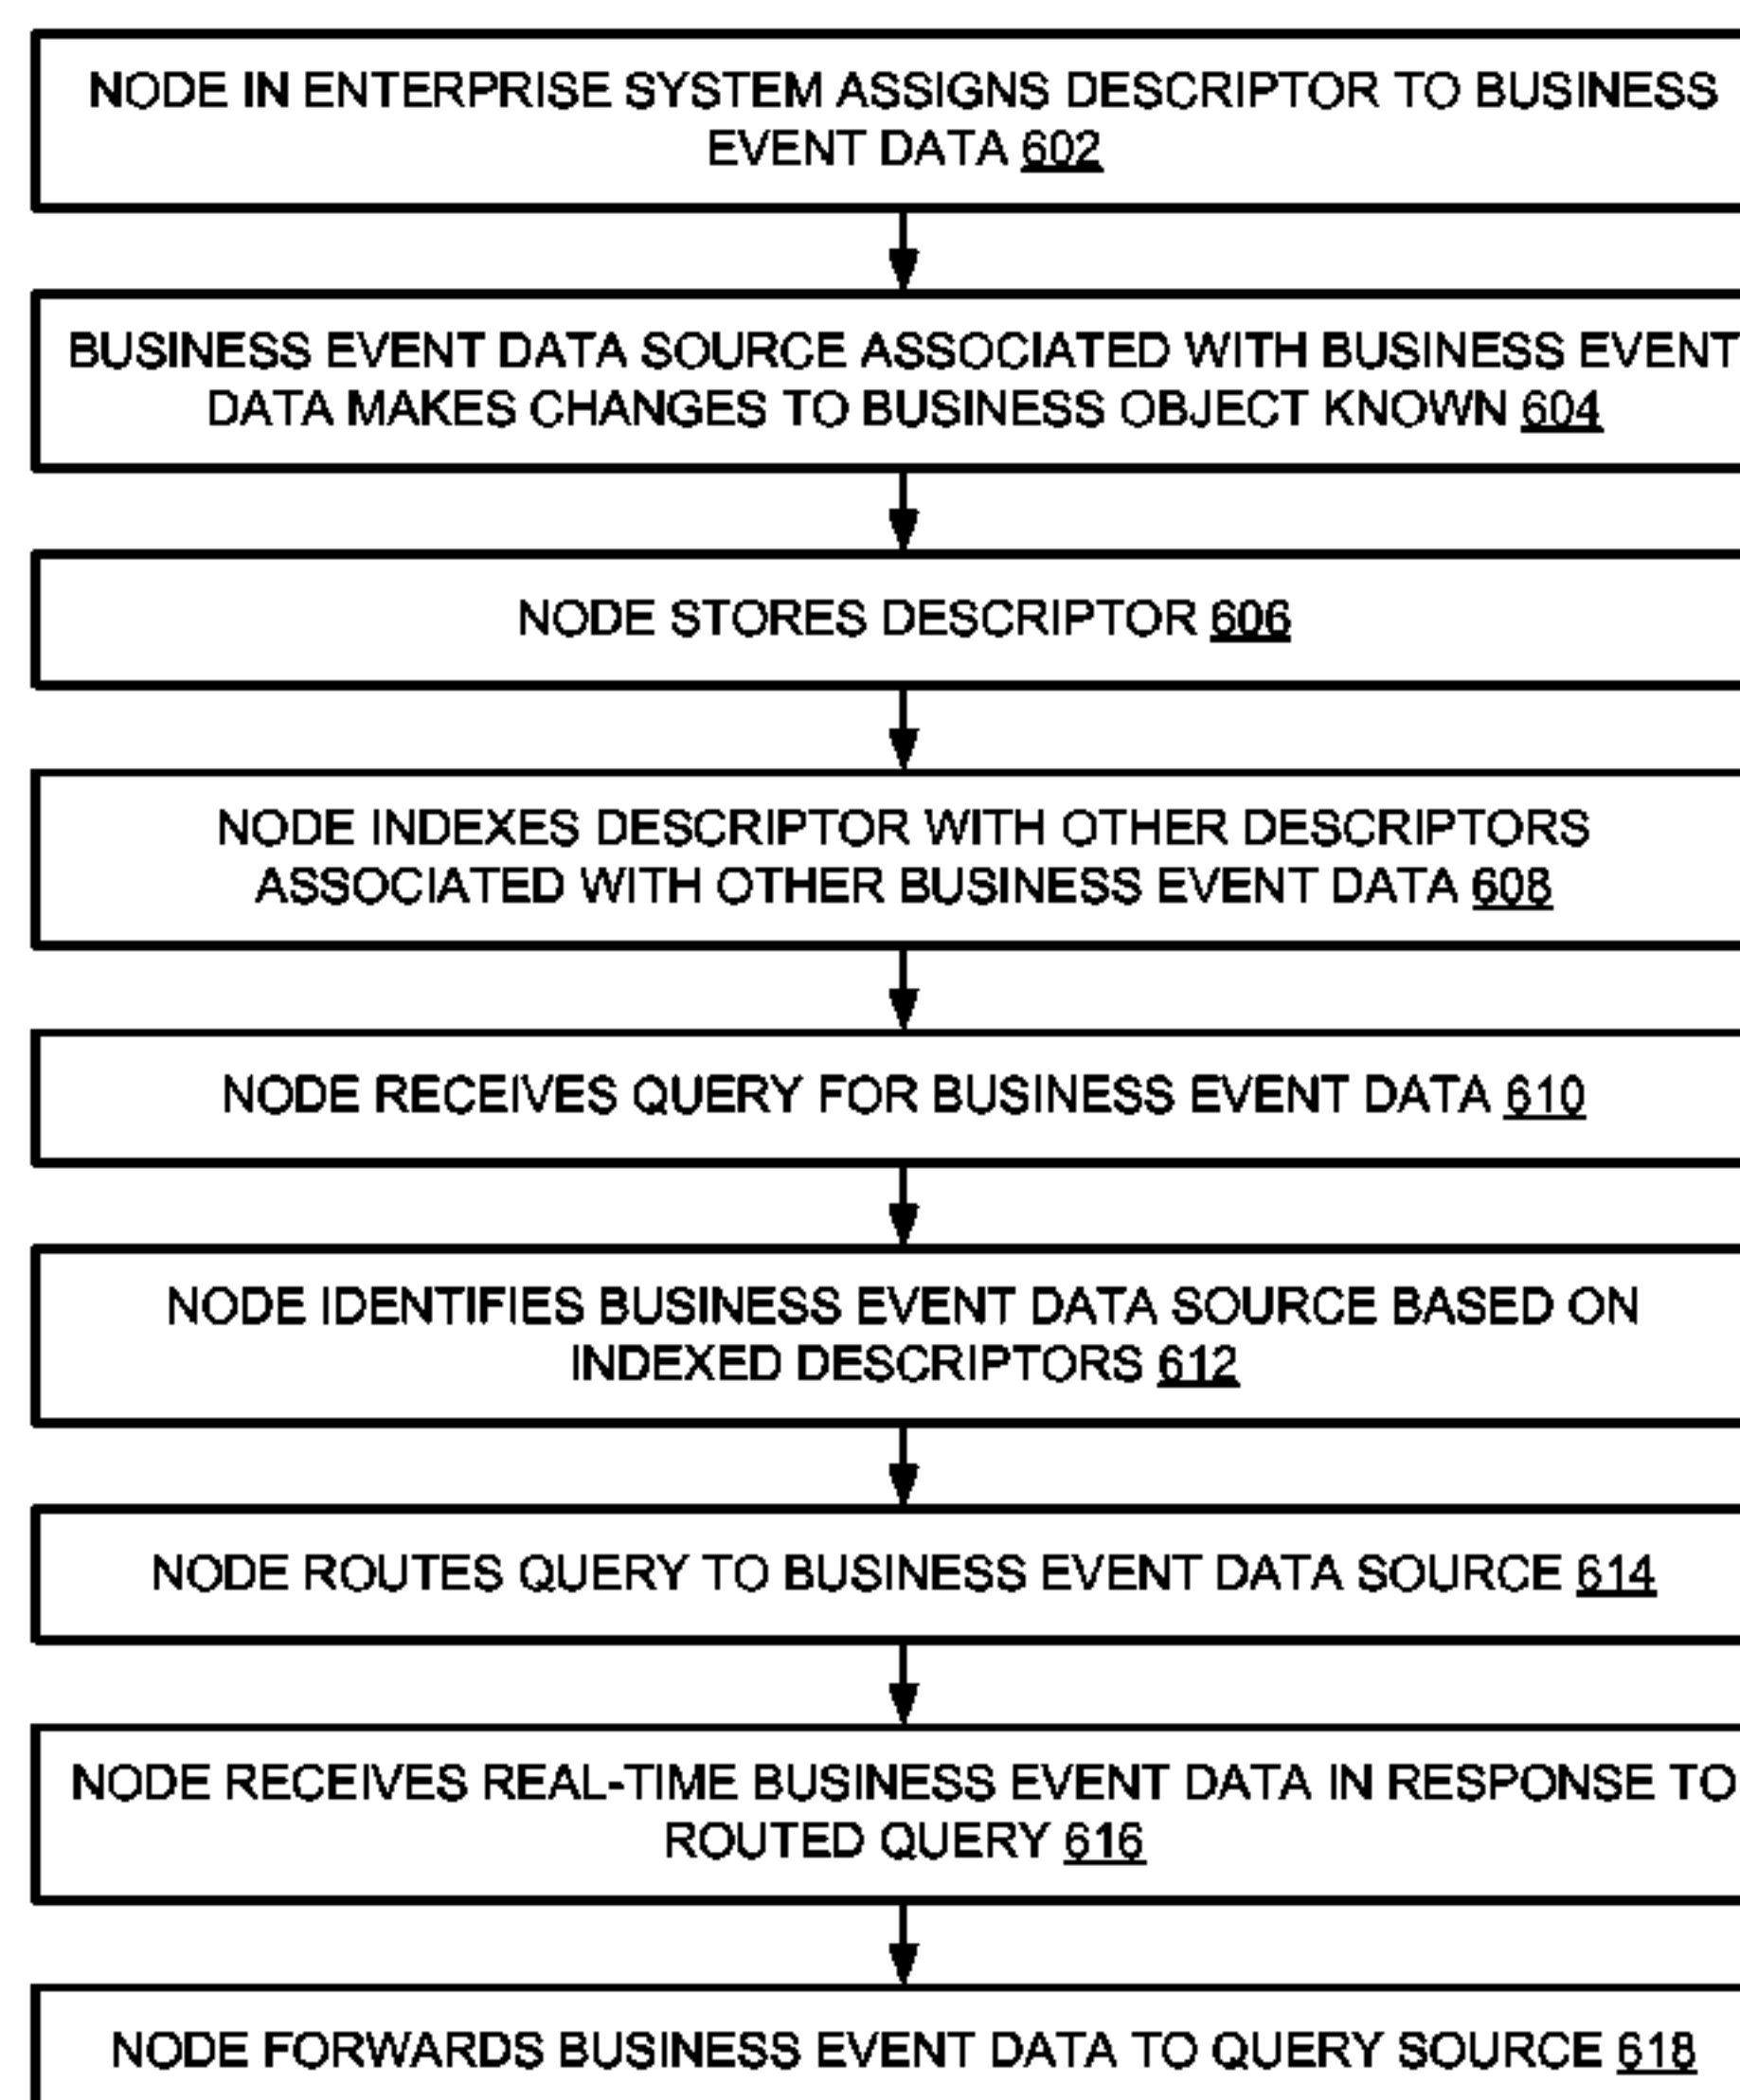 NODE IN ENTERPRISE SYSTEM ASSIGNS DESCRIPTOR TO BUSINESS
EVENT DATA 602
BUSINESS EVENT DATA SOURCE ASSOCIATED WITH BUSINESS EVENT
DATA MAKES CHANGES TO BUSINESS OBJECT KNOWN 604
NODE STORES DESCRIPTOR 606
NODE INDEXES DESCRIPTOR WITH OTHER DESCRIPTORS
ASSOCIATED WITH OTHER BUSINESS EVENT DATA 608
NODE RECEIVES QUERY FOR BUSINESS EVENT DATA 610
NODE IDENTIFIES BUSINESS EVENT DATA SOURCE BASED ON
INDEXED DESCRIPTORS 612
NODE ROUTES QUERY TO BUSINESS EVENT DATA SOURCE 614
NODE RECEIVES REAL-TIME BUSINESS EVENT DATA IN RESPONSE TO
ROUTED QUERY 616
NODE FORWARDS BUSINESS EVENT DATA TO QUERY SOURCE 618